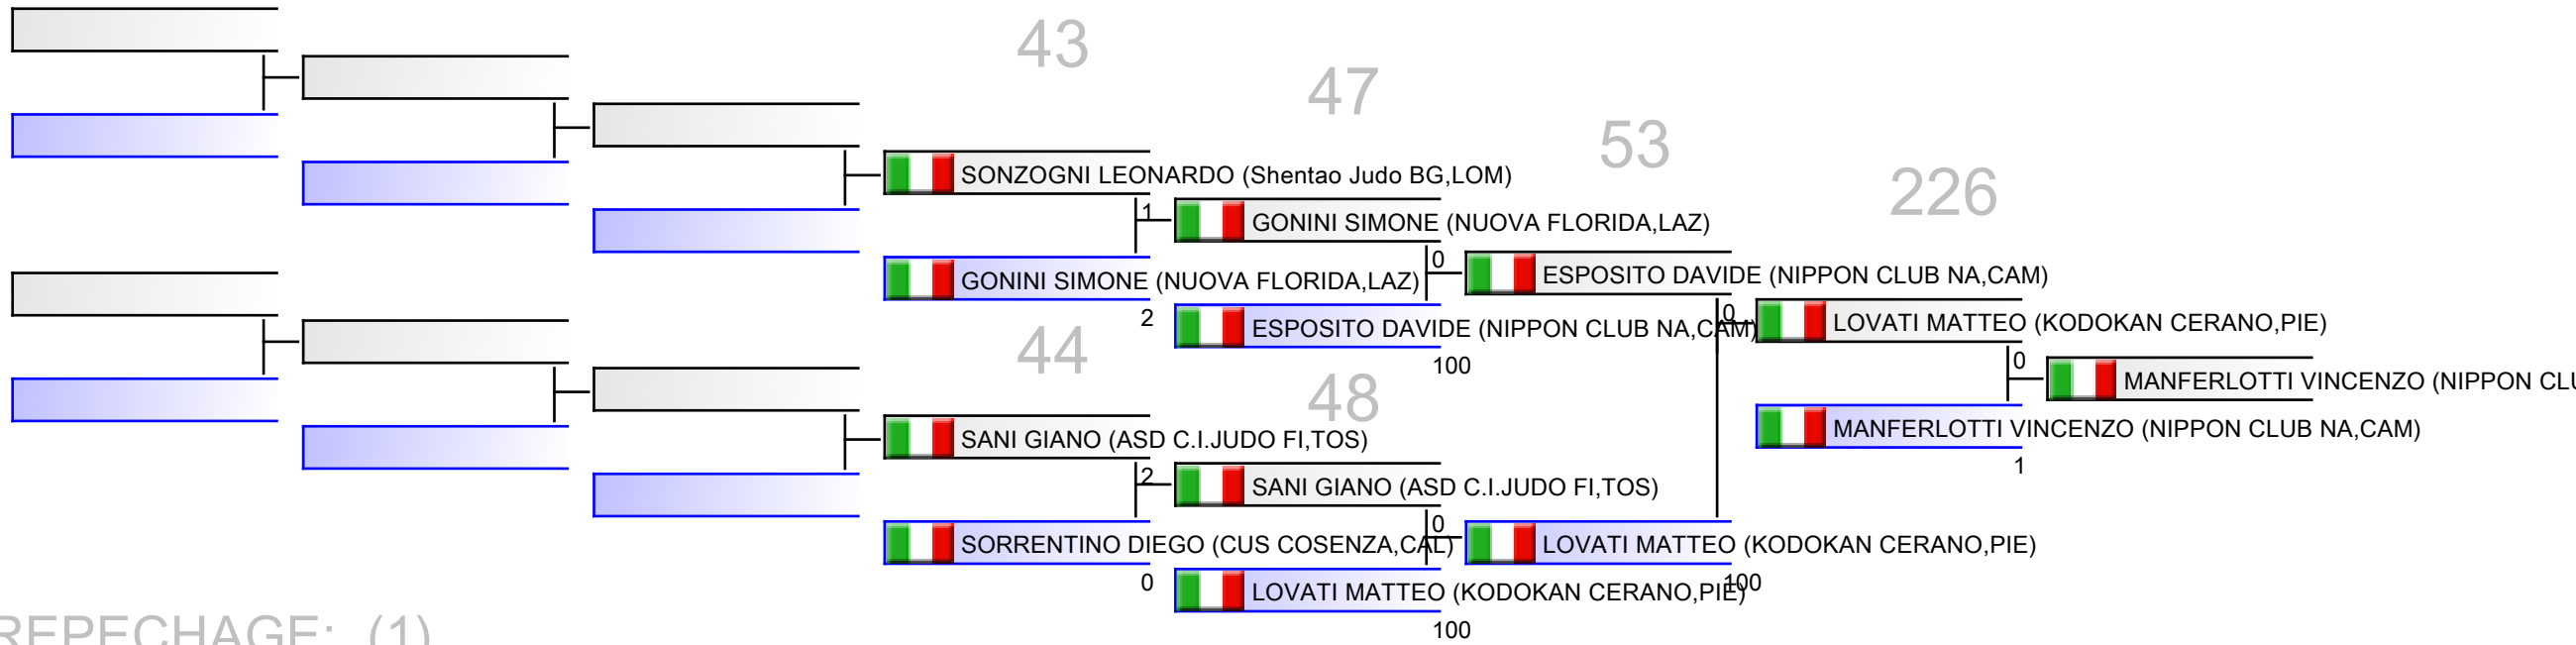 43
47
53
226
SONZOGNI LEONARDO (Shentao Judo BG,LOM)
1
GONINI SIMONE (NUOVA FLORIDA,LAZ)
0
GONINI SIMONE (NUOVA FLORIDA,LAZ)
2
ESPOSITO DAVIDE (NIPPON CLUB NA,CAM)
0
ESPOSITO DAVIDE (NIPPON CLUB NA,CAM)
100
LOVATI MATTEO (KODOKAN CERANO,PIE)
0
MANFERLOTTI VINCENZO (NIPPON CLU
MANFERLOTTI VINCENZO (NIPPON CLUB NA,CAM)
1
44
48
SANI GIANO (ASD C.I.JUDO FI,TOS)
2
SANI GIANO (ASD C.I.JUDO FI,TOS)
0
SORRENTINO DIEGO (CUS COSENZA,CAL)
0
LOVATI MATTEO (KODOKAN CERANO,PIE)
100
LOVATI MATTEO (KODOKAN CERANO,PIE)
100
REPECHAGE: (1)